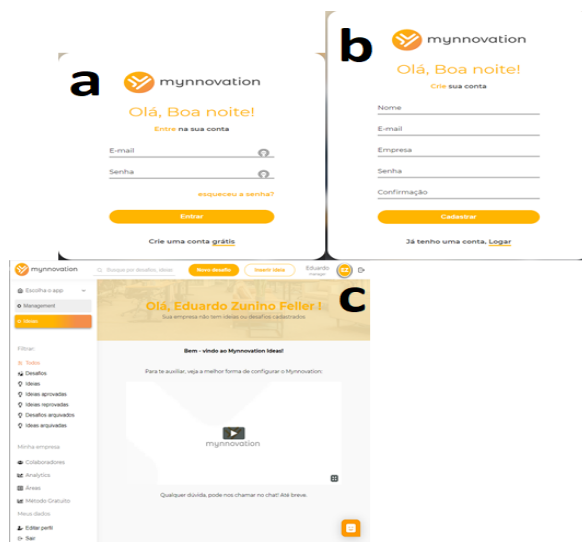 a
mynnovation
Olá, Boa noite!
Entre na sua conta
E-mail
Senha
esqueceu a senha?
Entrar
Crie uma conta grátis
b
mynnovation
Olá, Boa noite!
Crie sua conta
Nome
E-mail
Empresa
Senha
Confirmação
Cadastrar
Já tenho uma conta, Logar
c
mynnovation
Busque por desafios, ideias
Novo desafio
Inserir ideia
Eduardo
manager
EZ
Escolha o app
Management
Ideias
Filtrar:
Todos
Desafios
Ideias
Ideias aprovadas
Ideias reprovadas
Desafios arquivados
Ideias arquivadas
Minha empresa
Colaboradores
Analytics
Áreas
Método Gratuito
Meus dados
Editar perfil
Sair
Olá, Eduardo Zunino Feller !
Sua empresa não tem ideias ou desafios cadastrados
Bem - vindo ao Mynnovation Ideas!
Para te auxiliar, veja a melhor forma de configurar o Mynnovation:
mynnovation
Qualquer dúvida, pode nos chamar no chat! Até breve.